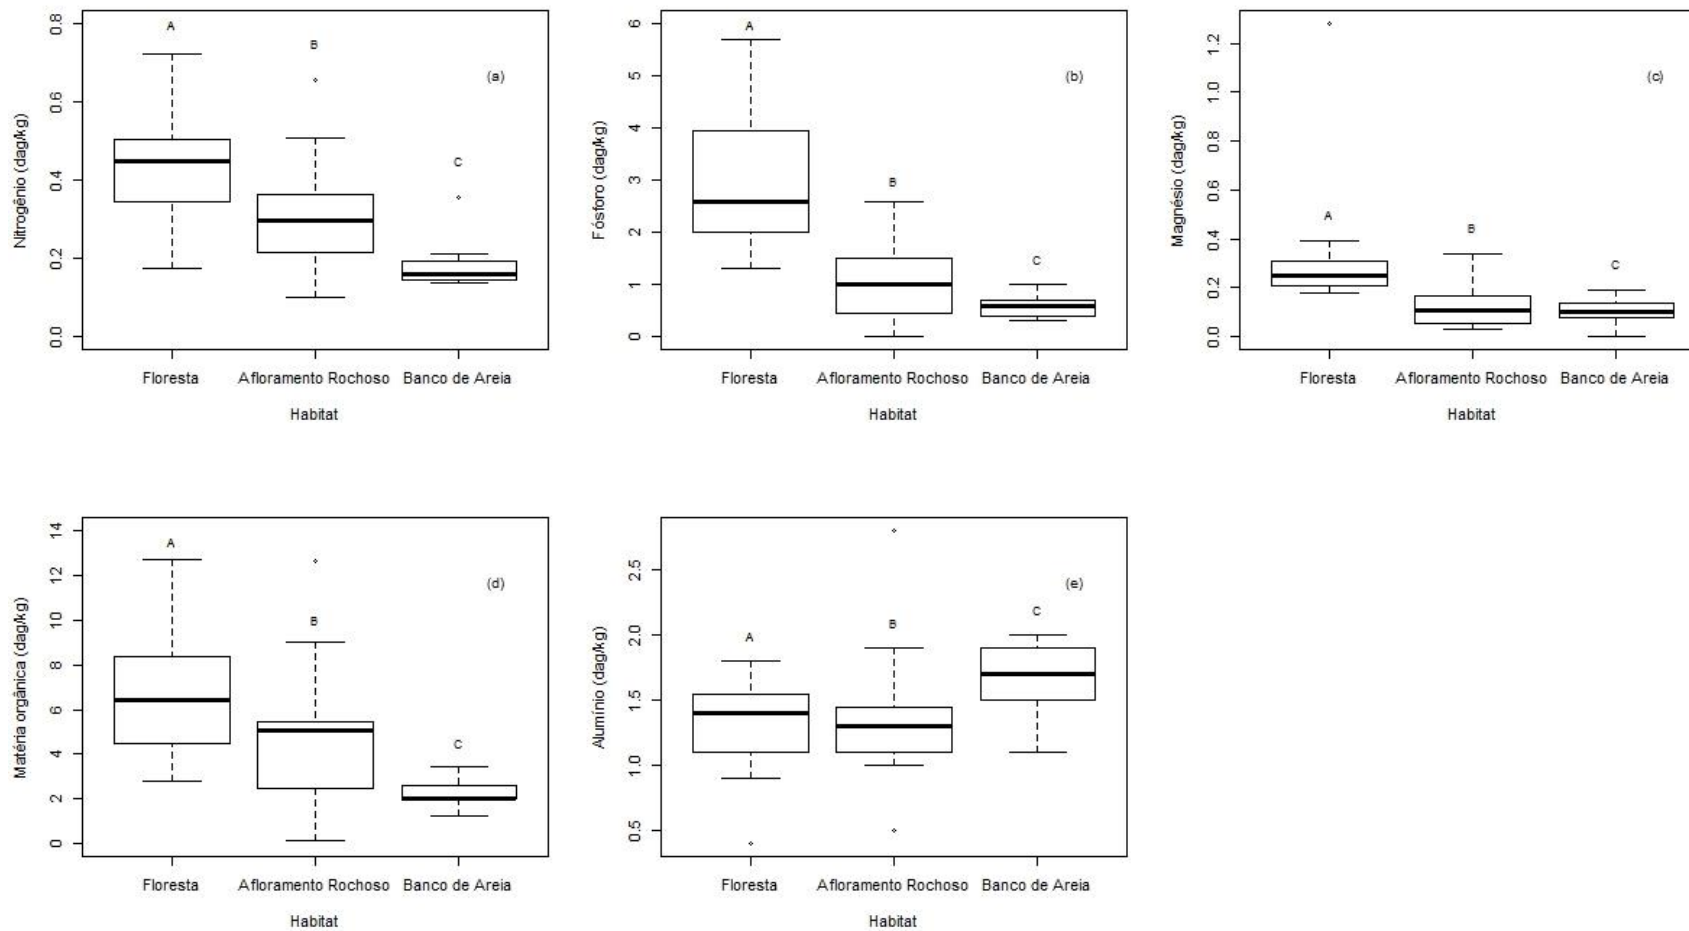 Nitrogênio (dag/kg)
0.0 0.2 0.4 0.6 0.8
A
B
C
(a)
Floresta Afloramento Rochoso Banco de Areia
Habitat
Fósforo (dag/kg)
0 1 2 3 4 5 6
A
B
C
(b)
Floresta Afloramento Rochoso Banco de Areia
Habitat
Magnésio (dag/kg)
0.0 0.2 0.4 0.6 0.8 1.0 1.2
A
B
C
(c)
Floresta Afloramento Rochoso Banco de Areia
Habitat
Matéria orgânica (dag/kg)
0 2 4 6 8 10 12 14
A
B
C
(d)
Floresta Afloramento Rochoso Banco de Areia
Habitat
Alumínio (dag/kg)
0.5 1.0 1.5 2.0 2.5
A
B
C
(e)
Floresta Afloramento Rochoso Banco de Areia
Habitat